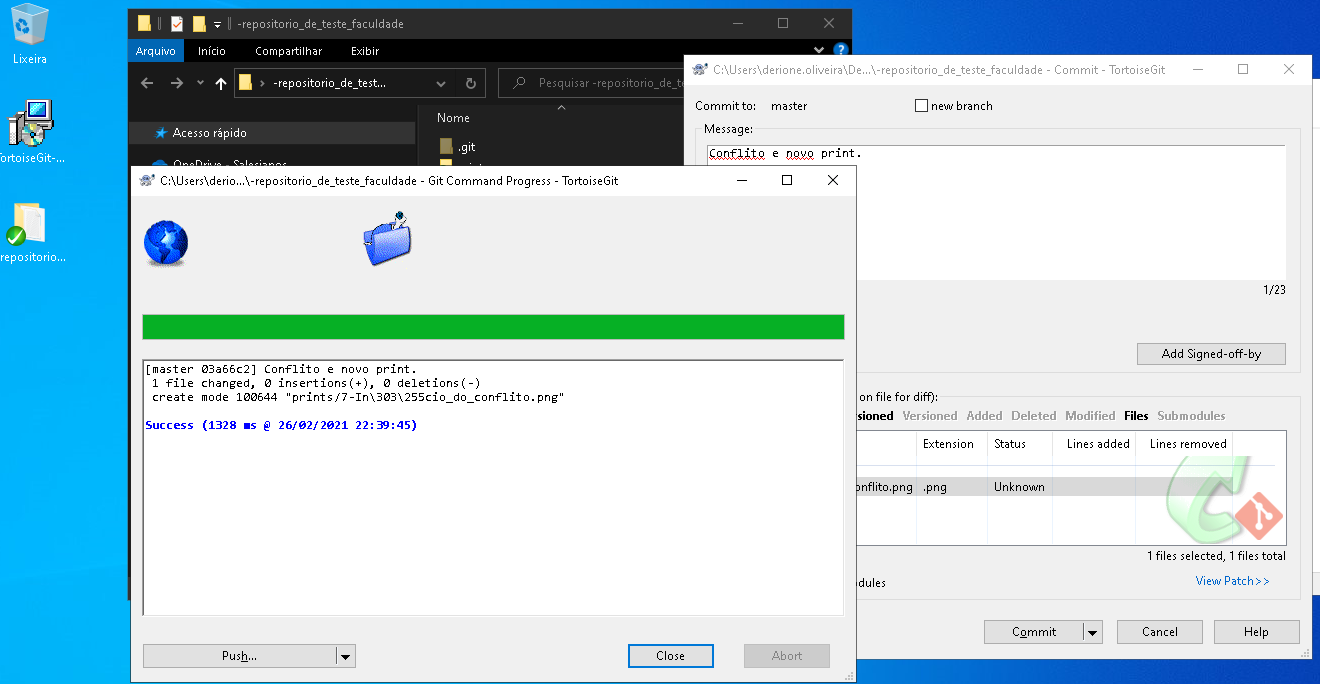 Lixeira
TortoiseGit-...
repositorio...
-repositorio_de_teste_faculdade
Arquivo
Início
Compartilhar
Exibir
?
-repositorio_de_test...
Pesquisar -repositorio_de_te
Acesso rápido
OneDrive - Salesianos
Nome
.git
C:\Users\derione.oliveira\De...\-repositorio_de_teste_faculdade - Commit - TortoiseGit
Commit to: master
new branch
Message:
Conflito e novo print.
1/23
Add Signed-off-by
on file for diff):
sioned Versioned Added Deleted Modified Files Submodules
Extension Status Lines added Lines removed
onflito.png .png Unknown
1 files selected, 1 files total
dules
View Patch>>
Commit
Cancel
Help
C:\Users\derio...\-repositorio_de_teste_faculdade - Git Command Progress - TortoiseGit
[master 03a66c2] Conflito e novo print.
1 file changed, 0 insertions(+), 0 deletions(-)
create mode 100644 "prints/7-In\303\255cio_do_conflito.png"
Success (1328 ms @ 26/02/2021 22:39:45)
Push...
Close
Abort